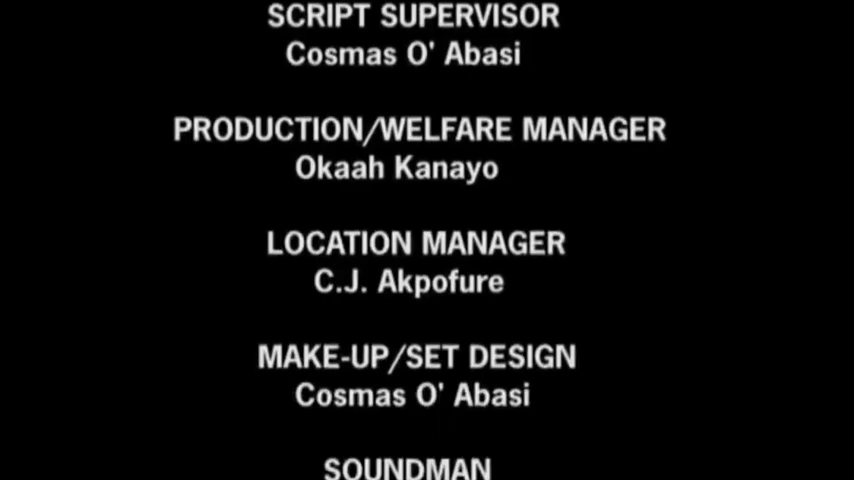 SCRIPT SUPERVISOR
Cosmas O' Abasi
PRODUCTION/WELFARE MANAGER
Okaah Kanayo
LOCATION MANAGER
C.J. Akpofure
MAKE-UP/SET DESIGN
Cosmas O' Abasi
SOUNDMAN